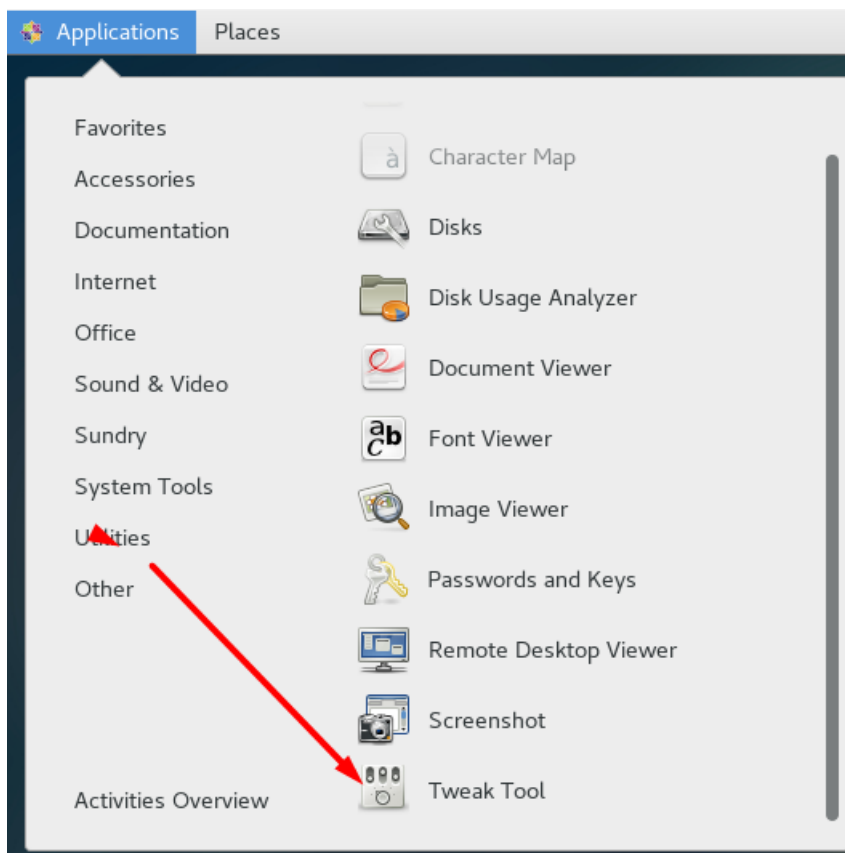 Applications Places
Favorites
Accessories
Documentation
Internet
Office
Sound & Video
Sundry
System Tools
Utilities
Other
Activities Overview
à Character Map
Disks
Disk Usage Analyzer
Document Viewer
a b c Font Viewer
Image Viewer
Passwords and Keys
Remote Desktop Viewer
Screenshot
Tweak Tool